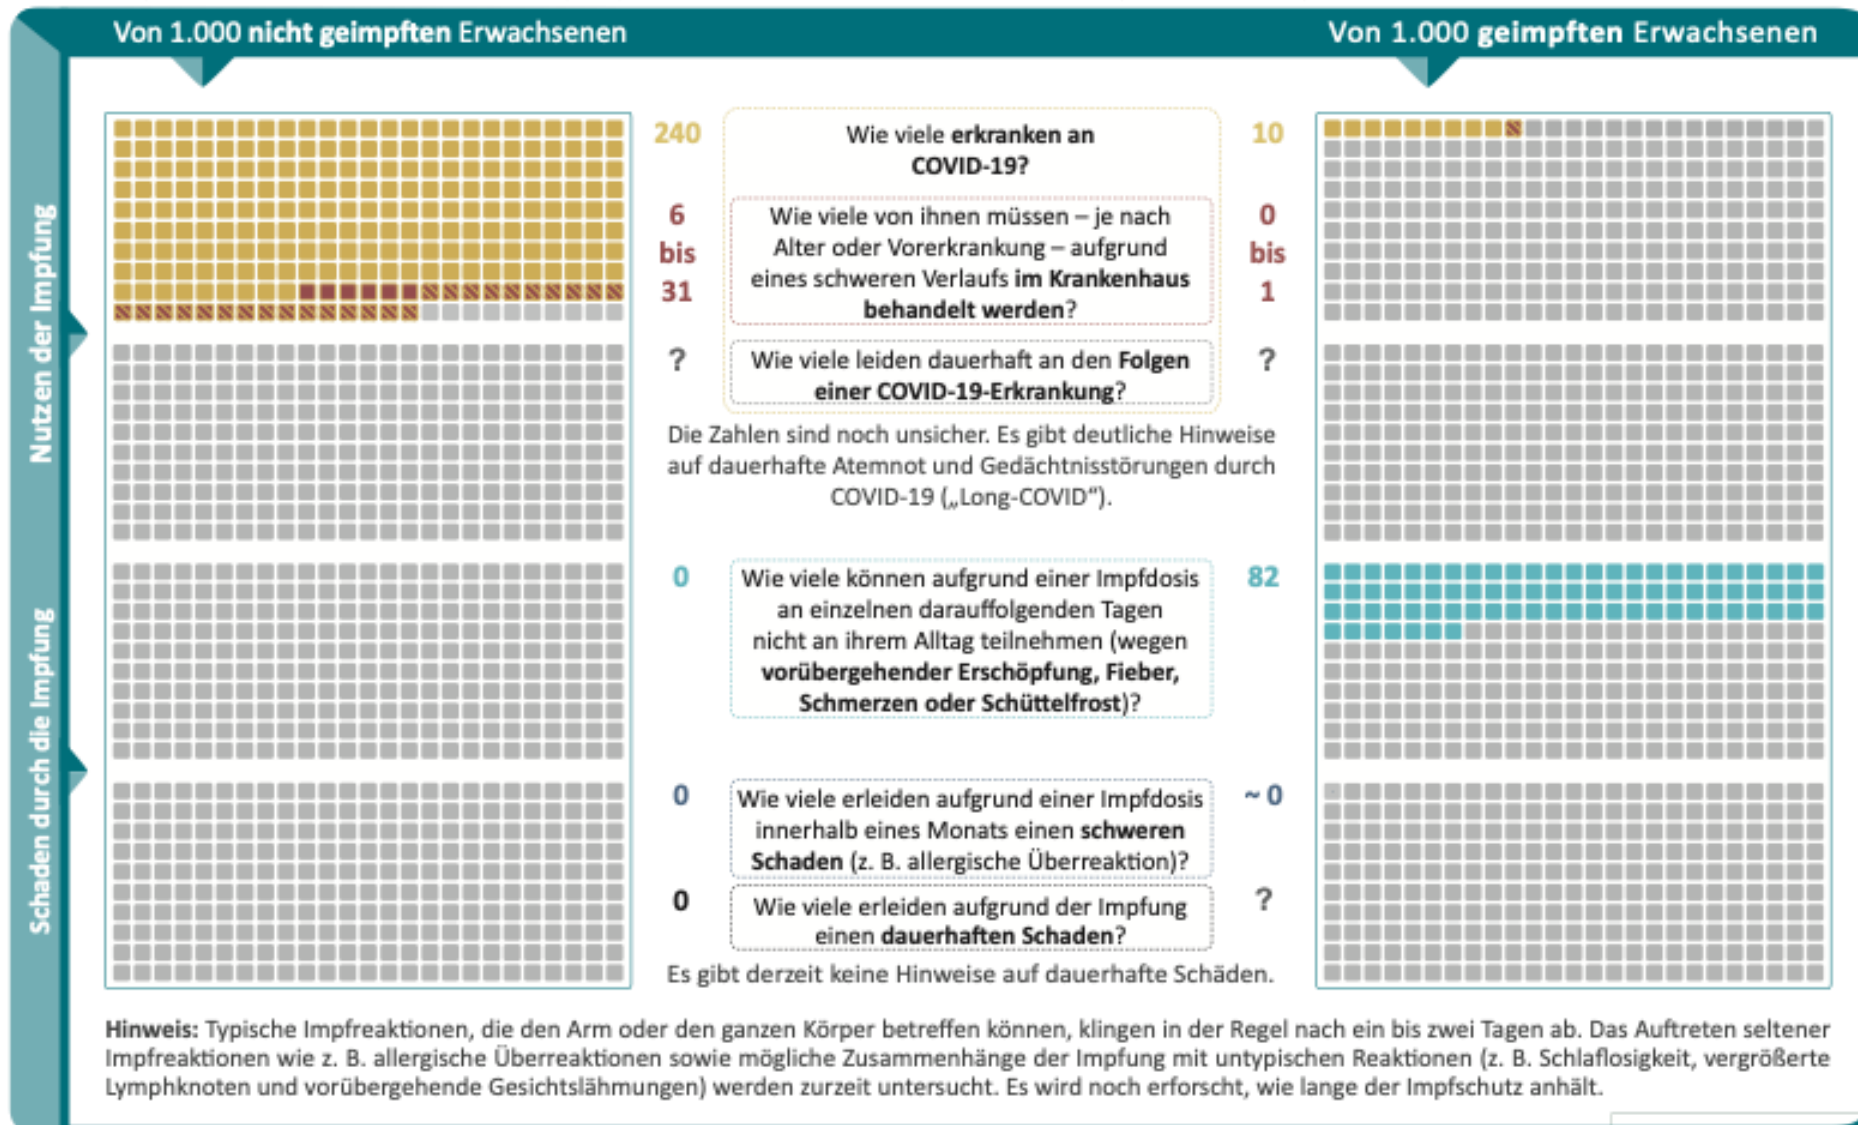 Von 1.000 nicht geimpften Erwachsenen
Von 1.000 geimpften Erwachsenen
Nutzen der Impfung
240
Wie viele erkranken an
COVID-19?
10
6
bis
31
Wie viele von ihnen müssen – je nach
Alter oder Vorerkrankung – aufgrund
eines schweren Verlaufs im Krankenhaus
behandelt werden?
0
bis
1
?
Wie viele leiden dauerhaft an den Folgen
einer COVID-19-Erkrankung?
?
Die Zahlen sind noch unsicher. Es gibt deutliche Hinweise
auf dauerhafte Atemnot und Gedächtnisstörungen durch
COVID-19 („Long-COVID“).
Schaden durch die Impfung
0
Wie viele können aufgrund einer Impfdosis
an einzelnen darauffolgenden Tagen
nicht an ihrem Alltag teilnehmen (wegen
vorübergehender Erschöpfung, Fieber,
Schmerzen oder Schüttelfrost)?
82
0
Wie viele erleiden aufgrund einer Impfdosis
innerhalb eines Monats einen schweren
Schaden (z. B. allergische Überreaktion)?
~ 0
0
Wie viele erleiden aufgrund der Impfung
einen dauerhaften Schaden?
?
Es gibt derzeit keine Hinweise auf dauerhafte Schäden.
Hinweis: Typische Impfreaktionen, die den Arm oder den ganzen Körper betreffen können, klingen in der Regel nach ein bis zwei Tagen ab. Das Auftreten seltener
Impfreaktionen wie z. B. allergische Überreaktionen sowie mögliche Zusammenhänge der Impfung mit untypischen Reaktionen (z. B. Schlaflosigkeit, vergrößerte
Lymphknoten und vorübergehende Gesichtslähmungen) werden zurzeit untersucht. Es wird noch erforscht, wie lange der Impfschutz anhält.